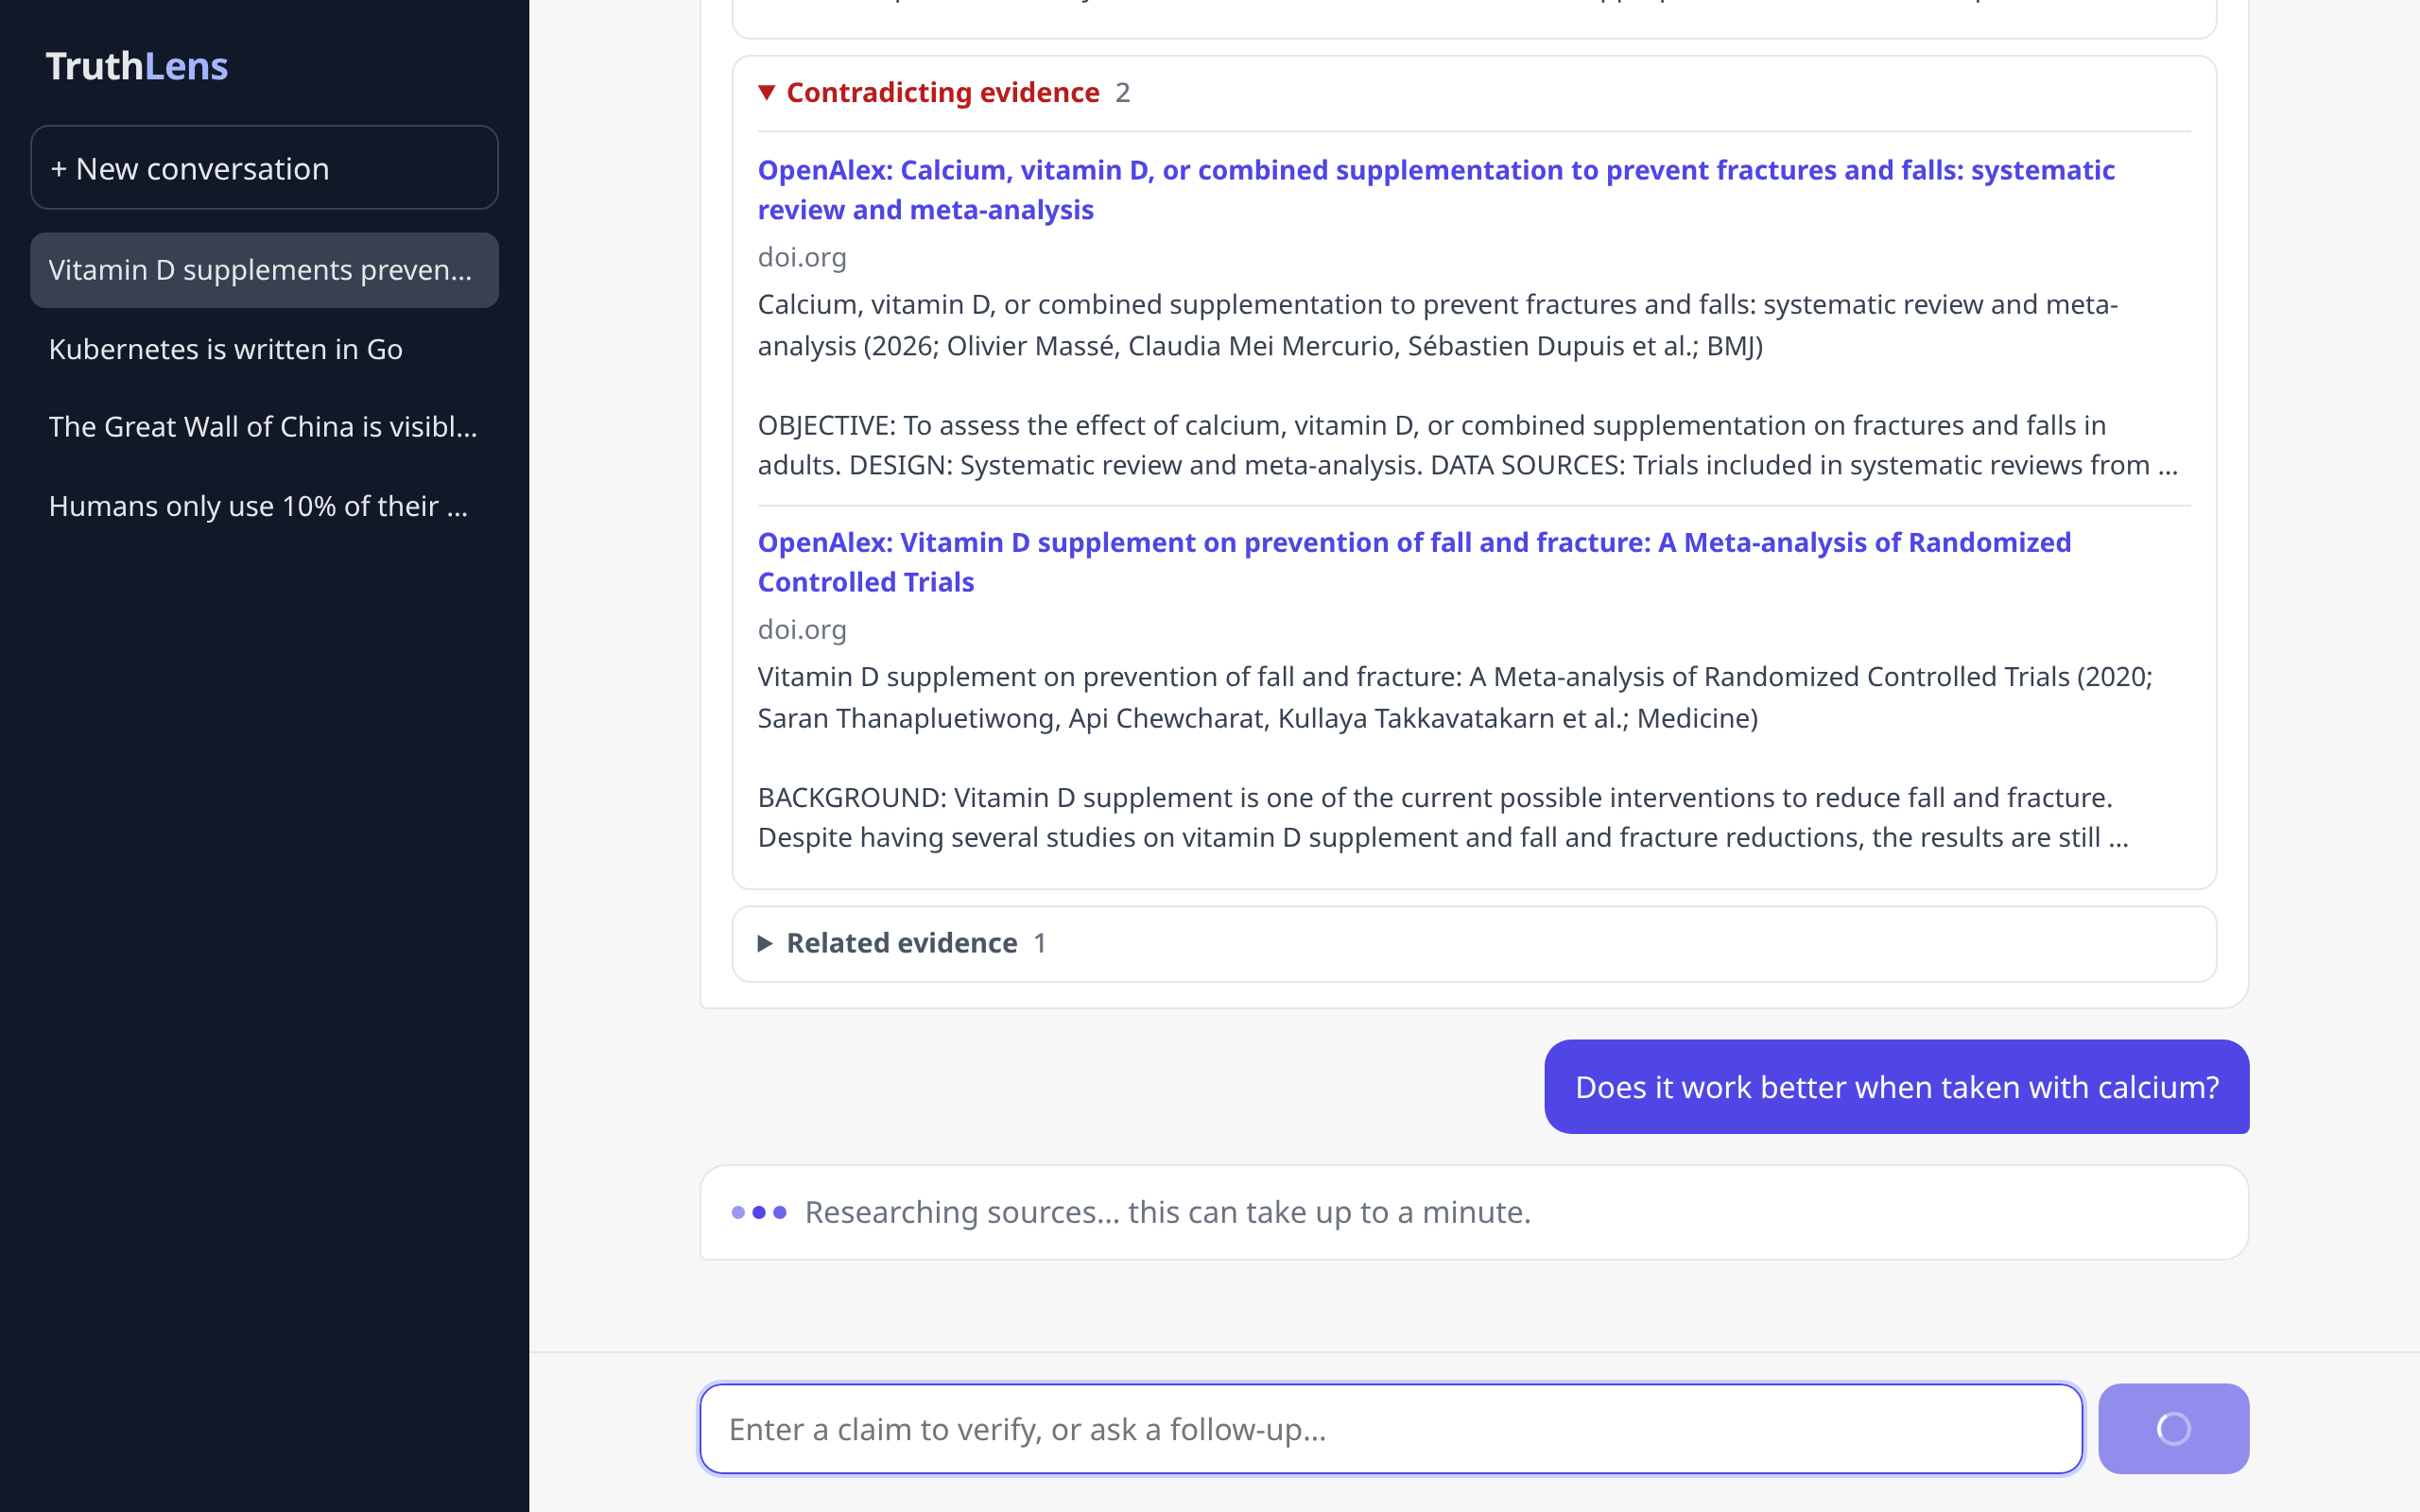 TruthLens
+ New conversation
Vitamin D supplements preven...
Kubernetes is written in Go
The Great Wall of China is visibl...
Humans only use 10% of their ...
Contradicting evidence 2
OpenAlex: Calcium, vitamin D, or combined supplementation to prevent fractures and falls: systematic
review and meta-analysis
doi.org
Calcium, vitamin D, or combined supplementation to prevent fractures and falls: systematic review and meta-
analysis (2026; Olivier Massé, Claudia Mei Mercurio, Sébastien Dupuis et al.; BMJ)
OBJECTIVE: To assess the effect of calcium, vitamin D, or combined supplementation on fractures and falls in
adults. DESIGN: Systematic review and meta-analysis. DATA SOURCES: Trials included in systematic reviews from ...
OpenAlex: Vitamin D supplement on prevention of fall and fracture: A Meta-analysis of Randomized
Controlled Trials
doi.org
Vitamin D supplement on prevention of fall and fracture: A Meta-analysis of Randomized Controlled Trials (2020;
Saran Thanapluetiwong, Api Chewcharat, Kullaya Takkavatakarn et al.; Medicine)
BACKGROUND: Vitamin D supplement is one of the current possible interventions to reduce fall and fracture.
Despite having several studies on vitamin D supplement and fall and fracture reductions, the results are still ...
Related evidence 1
Does it work better when taken with calcium?
Researching sources... this can take up to a minute.
Enter a claim to verify, or ask a follow-up...